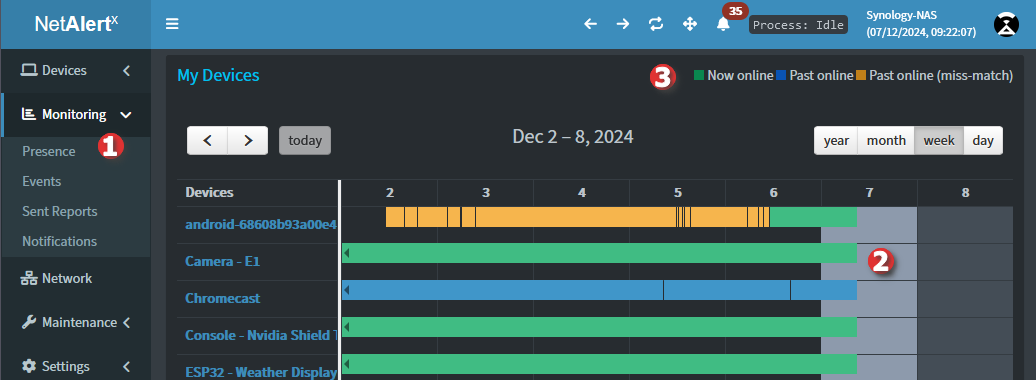 NetAlertX
35
Process: Idle
Synology-NAS
(07/12/2024, 09:22:07)
Devices
Monitoring
Presence
1
Events
Sent Reports
Notifications
Network
Maintenance
Settings
My Devices
3
Now online
Past online
Past online (miss-match)
today
Dec 2 – 8, 2024
year month week day
Devices 2 3 4 5 6 7 8
android-68608b93a00e4
Camera - E1
2
Chromecast
Console - Nvidia Shield T
ESP32 - Weather Display